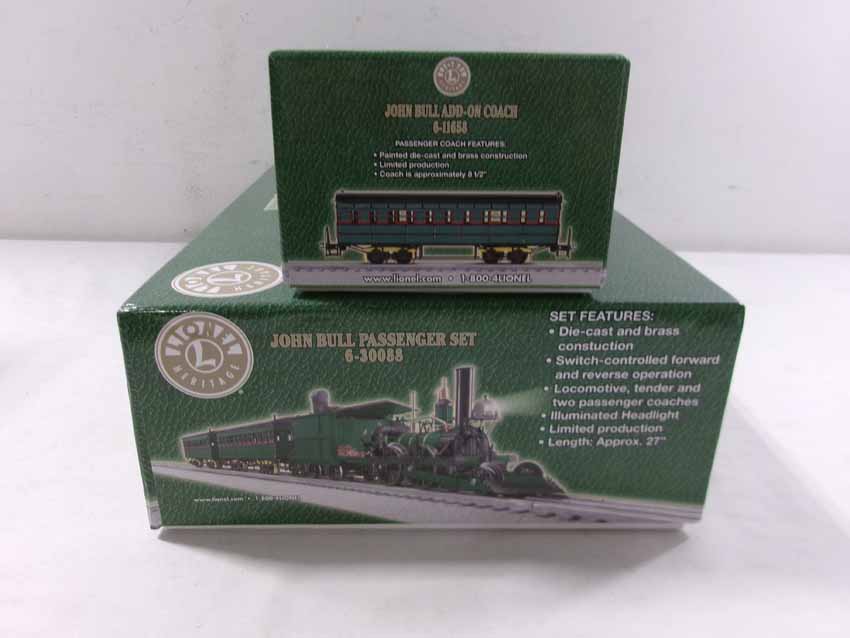 LIONEL
L
HERITAGE
JOHN BULL ADD-ON COACH
6-11658
PASSENGER COACH FEATURES:
• Painted die-cast and brass construction
• Limited production
• Coach is approximately 8 1/2"
www.lionel.com • 1-800-4LIONEL
LIONEL
L
HERITAGE
JOHN BULL PASSENGER SET
6-30088
SET FEATURES:
• Die-cast and brass
constuction
• Switch-controlled forward
and reverse operation
• Locomotive, tender and
two passenger coaches
• Illuminated Headlight
• Limited production
• Length: Approx. 27"
www.lionel.com • 1-800-4LIONEL